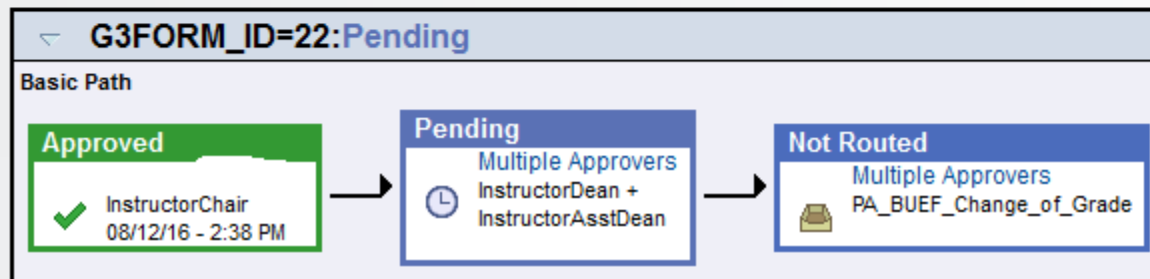 G3FORM_ID=22:Pending
Basic Path
Approved
InstructorChair
08/12/16 - 2:38 PM
Pending
Multiple Approvers
InstructorDean +
InstructorAsstDean
Not Routed
Multiple Approvers
PA_BUEF_Change_of_Grade